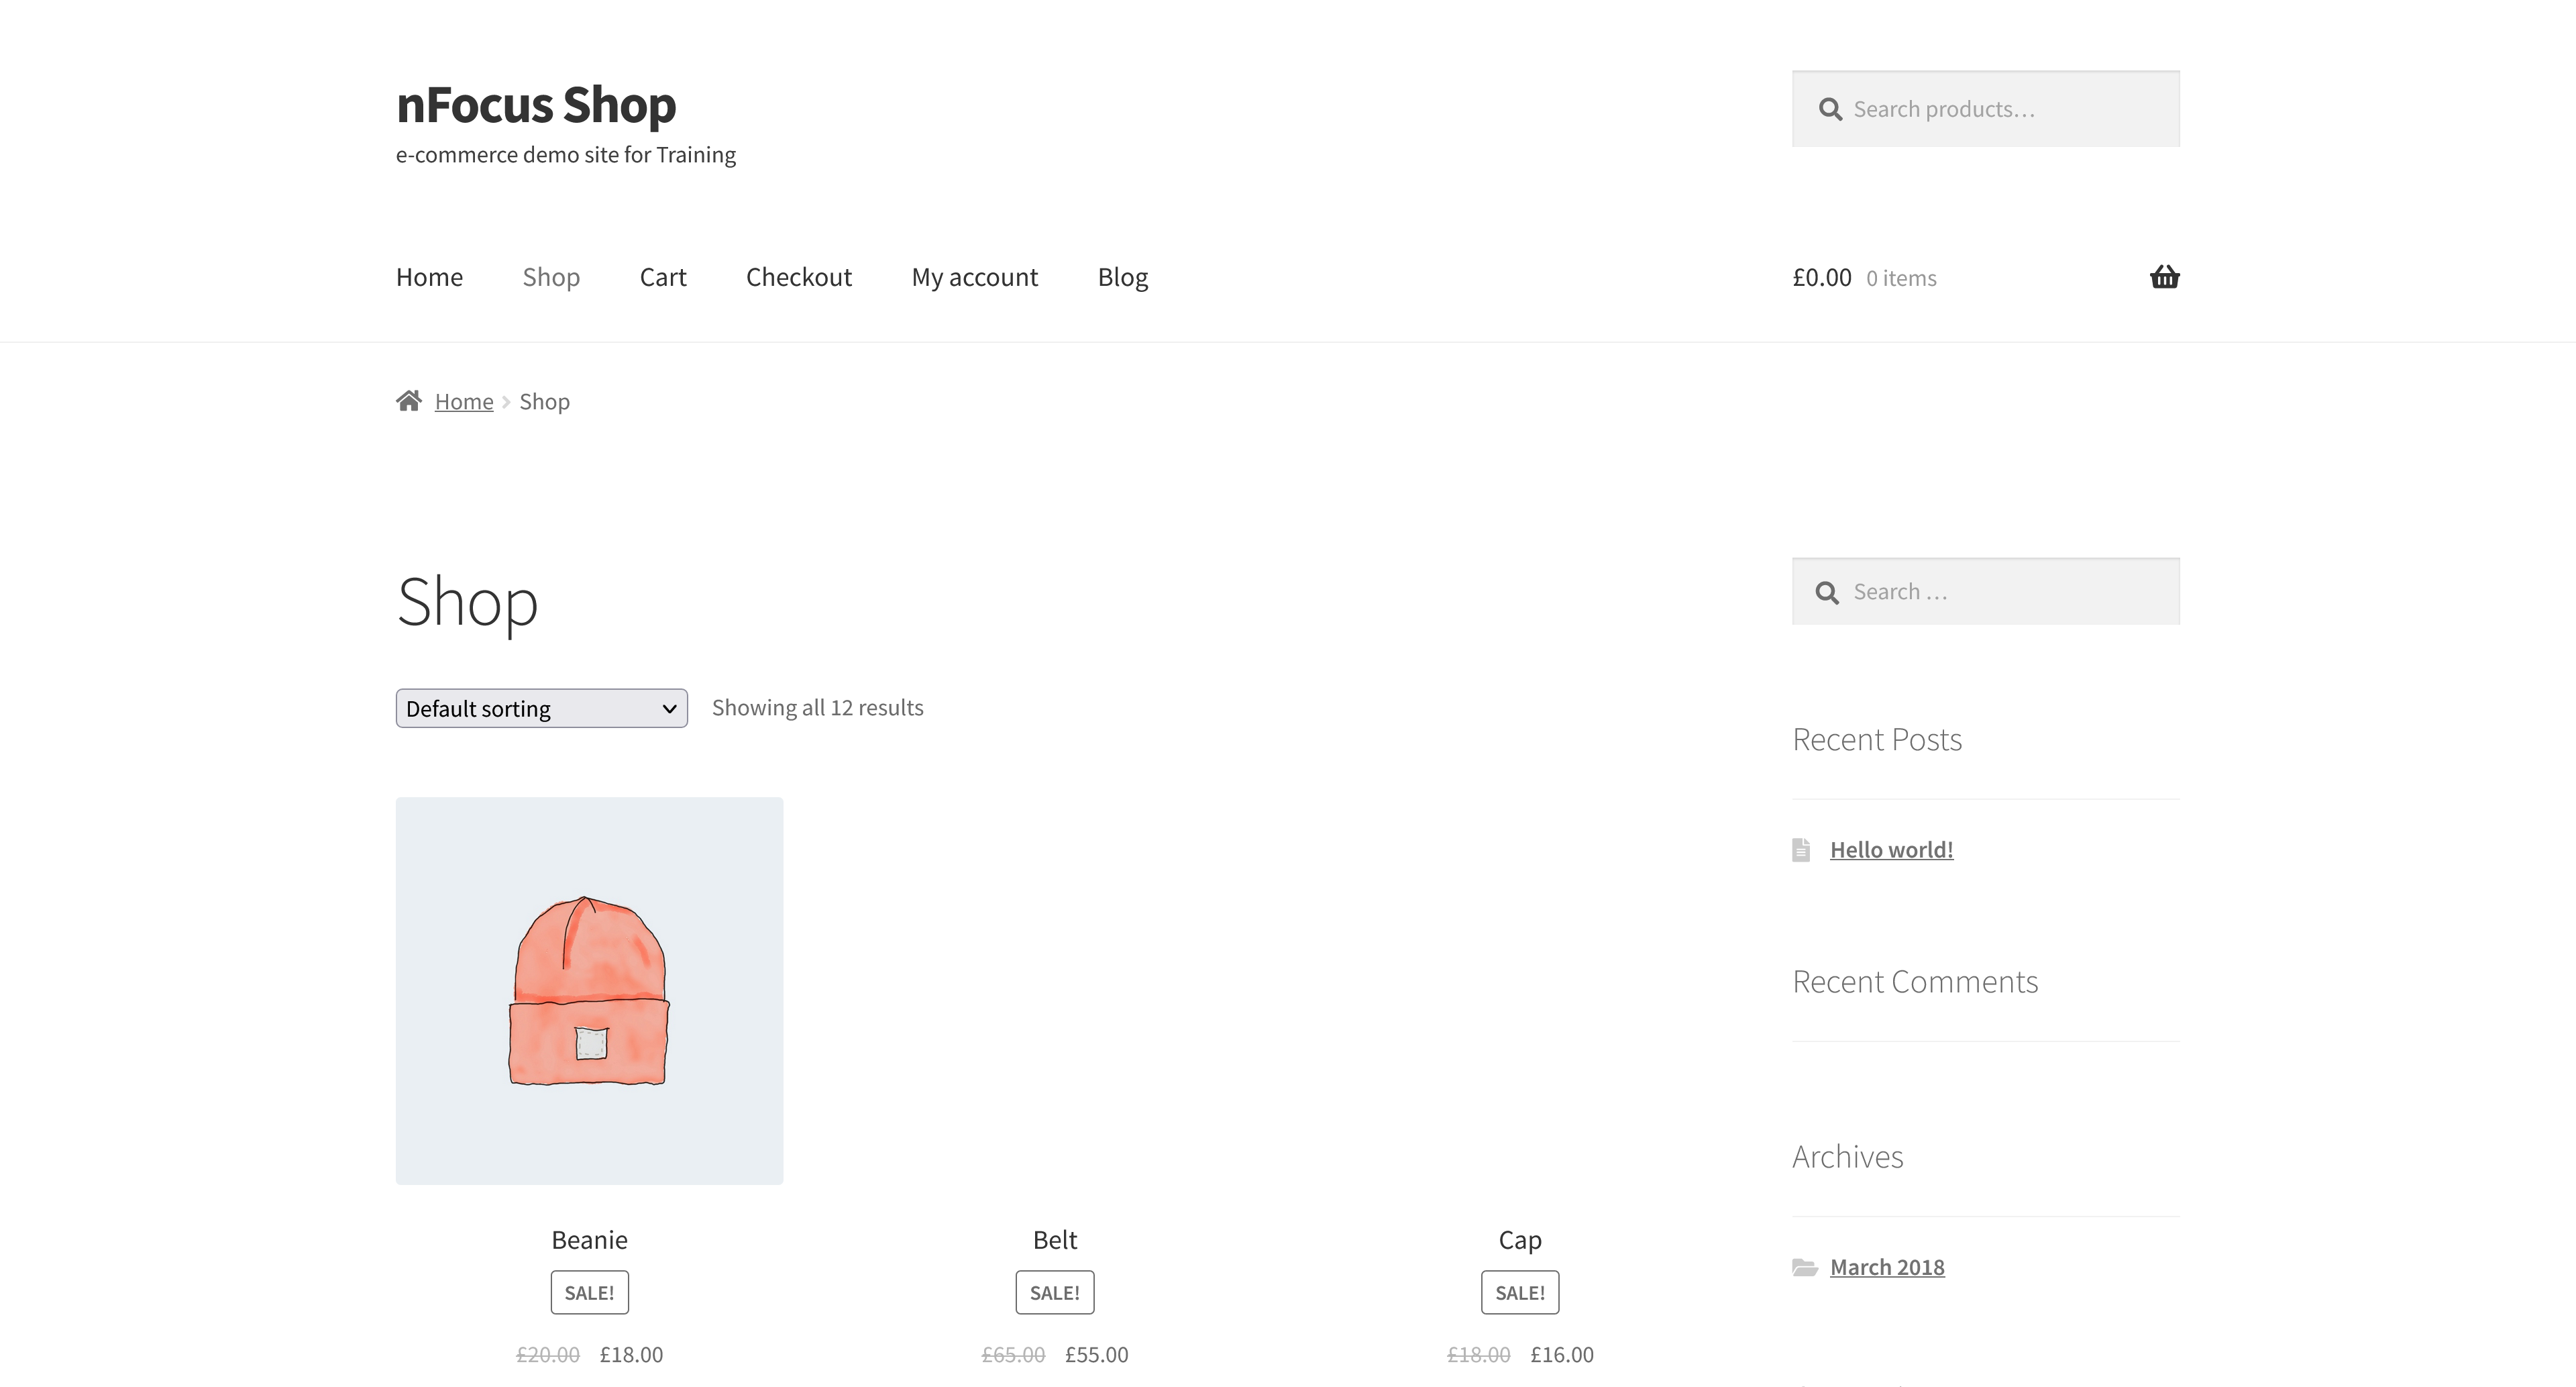 nFocus Shop
e-commerce demo site for Training
Search products…
Home Shop Cart Checkout My account Blog
£0.00 0 items
Home Shop
Shop
Default sorting
Showing all 12 results
Beanie
SALE!
£20.00 £18.00
Belt
SALE!
£65.00 £55.00
Cap
SALE!
£18.00 £16.00
Search …
Recent Posts
Hello world!
Recent Comments
Archives
March 2018